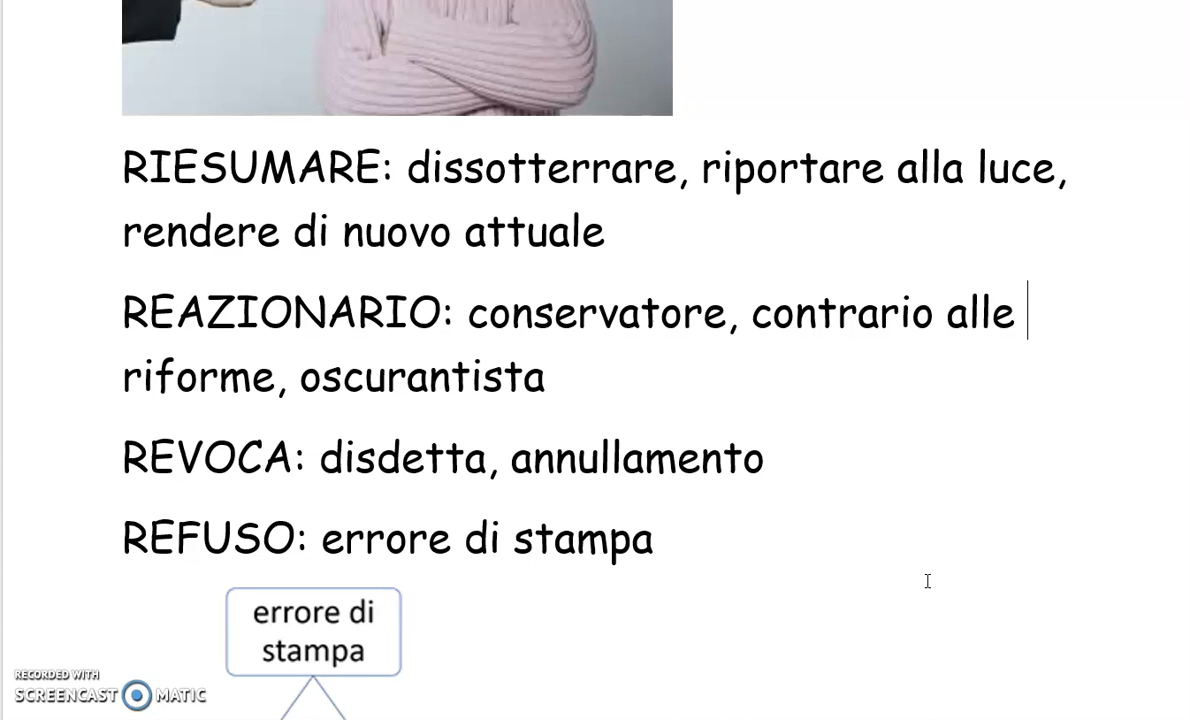 RIESUMARE: dissotterrare, riportare alla luce,
rendere di nuovo attuale
REAZIONARIO: conservatore, contrario alle
riforme, oscurantista
REVOCA: disdetta, annullamento
REFUSO: errore di stampa
errore di
stampa
RECORDED WITH
SCREENCAST MATIC